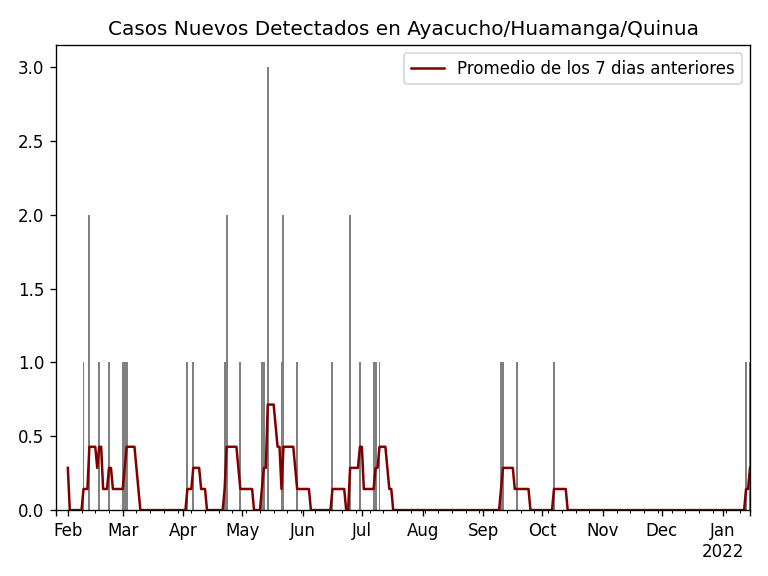 Casos Nuevos Detectados en Ayacucho/Huamanga/Quinua
Promedio de los 7 dias anteriores
3.0
2.5
2.0
1.5
1.0
0.5
0.0
Feb Mar Apr May Jun Jul Aug Sep Oct Nov Dec Jan
2022